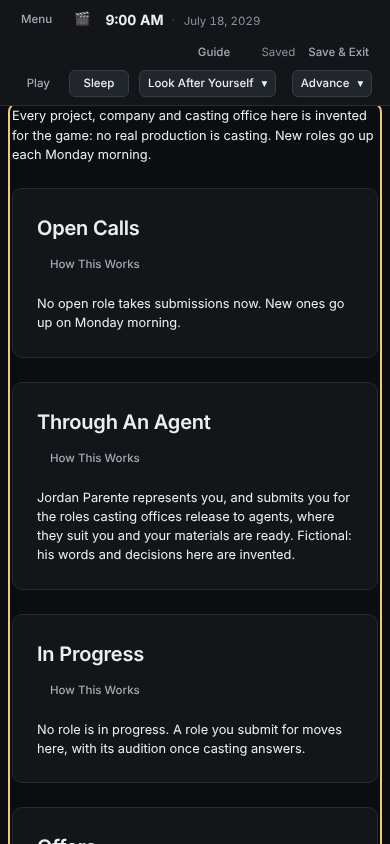 Menu 🎬 9:00 AM · July 18, 2029
Guide Saved Save & Exit
Play Sleep Look After Yourself ▾ Advance ▾
Every project, company and casting office here is invented
for the game: no real production is casting. New roles go up
each Monday morning.
Open Calls
How This Works
No open role takes submissions now. New ones go
up on Monday morning.
Through An Agent
How This Works
Jordan Parente represents you, and submits you for
the roles casting offices release to agents, where
they suit you and your materials are ready. Fictional:
his words and decisions here are invented.
In Progress
How This Works
No role is in progress. A role you submit for moves
here, with its audition once casting answers.
Offers